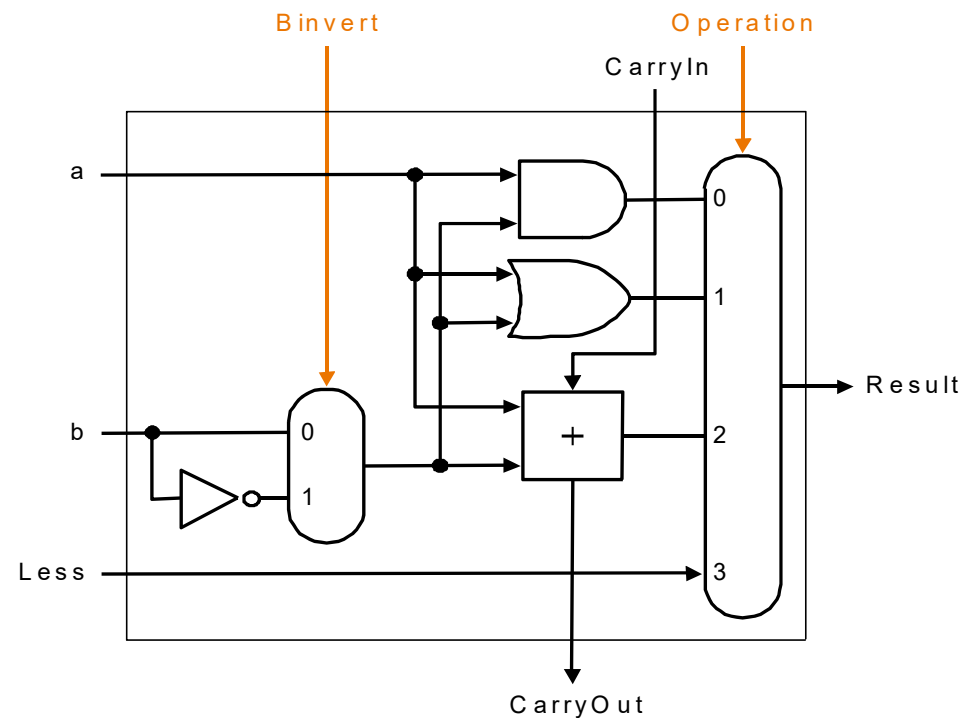 Binvert
Operation
CarryIn
a
0
1
Result
b
0
+
2
1
Less
3
CarryOut